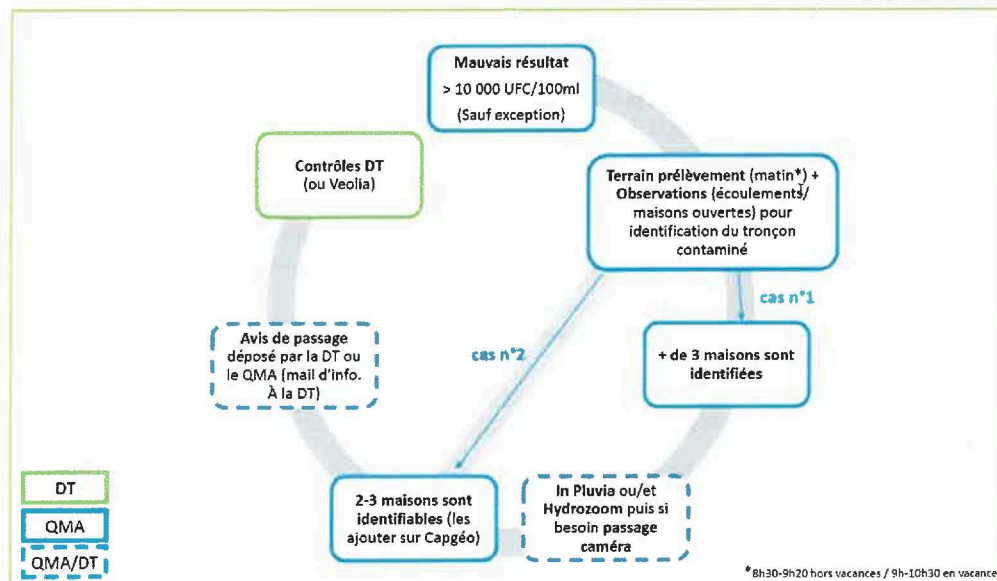 Mauvais résultat
> 10 000 UFC/100ml
(Sauf exception)
Contrôles DT
(ou Veolia)
Terrain prélèvement (matin*) +
Observations (écoulements/
maisons ouvertes) pour
identification du tronçon
contaminé
cas n°1
cas n°2
Avis de passage
déposé par la DT ou
le QMA (mail d'info.
À la DT)
+ de 3 maisons sont
identifiées
2-3 maisons sont
identifiables (les
ajouter sur Capgéo)
In Pluvia ou/et
Hydrozoom puis si
besoin passage
caméra
DT
QMA
QMA/DT
*8h30-9h20 hors vacances / 9h-10h30 en vacance